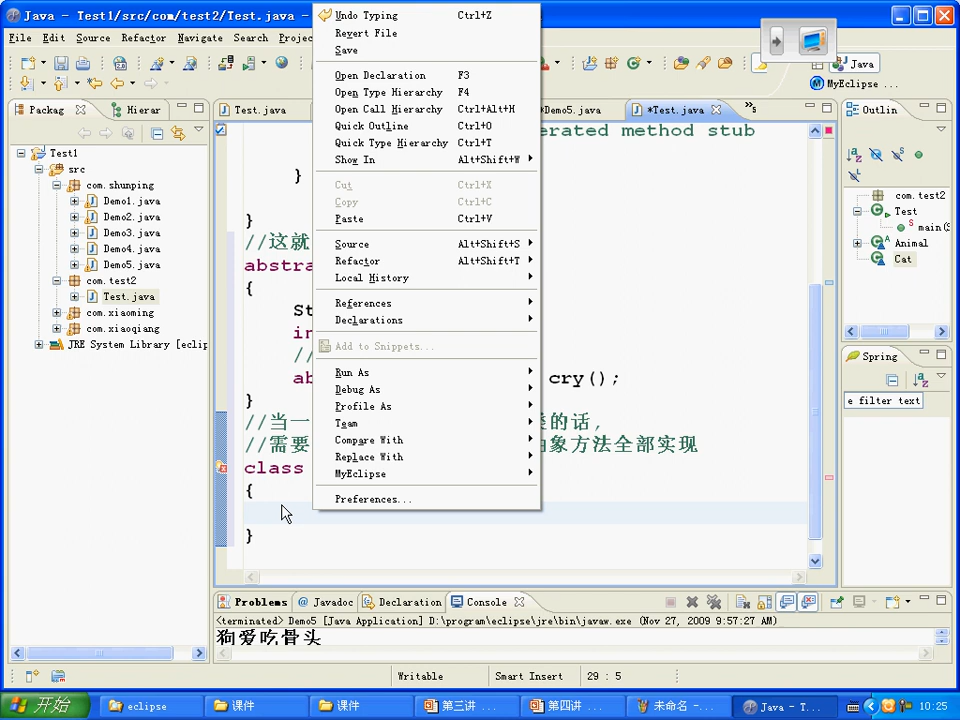 Java - Test1/src/com/test2/Test.java -
File Edit Source Refactor Navigate Search Projec
Java
MyEclipse ...
Packag
Hierar
Test1
src
com.shunping
Demo1.java
Demo2.java
Demo3.java
Demo4.java
Demo5.java
com.test2
Test.java
com.xiaoming
com.xiaoqiang
JRE System Library [eclip
Test.java
*Demo5.java
*Test.java
»5
erated method stub
}
}
//这就
abstra
{
St
in
//
ab
cry();
}
//当一
类的话,
//需要
抽象方法全部实现
class
{
}
Undo Typing Ctrl+Z
Revert File
Save
Open Declaration F3
Open Type Hierarchy F4
Open Call Hierarchy Ctrl+Alt+H
Quick Outline Ctrl+O
Quick Type Hierarchy Ctrl+T
Show In Alt+Shift+W
Cut Ctrl+X
Copy Ctrl+C
Paste Ctrl+V
Source Alt+Shift+S
Refactor Alt+Shift+T
Local History
References
Declarations
Add to Snippets...
Run As
Debug As
Profile As
Team
Compare With
Replace With
MyEclipse
Preferences...
Outlin
com.test2
Test
main(S
Animal
Cat
Spring
e filter text
Problems
Javadoc
Declaration
Console
<terminated> Demo5 [Java Application] D:\program\eclipse\jre\bin\javaw.exe (Nov 27, 2009 9:57:27 AM)
狗爱吃骨头
Writable
Smart Insert
29 : 5
开始
eclipse
课件
课件
第三讲 ...
第四讲 ...
未命名 -...
Java - T...
10:25